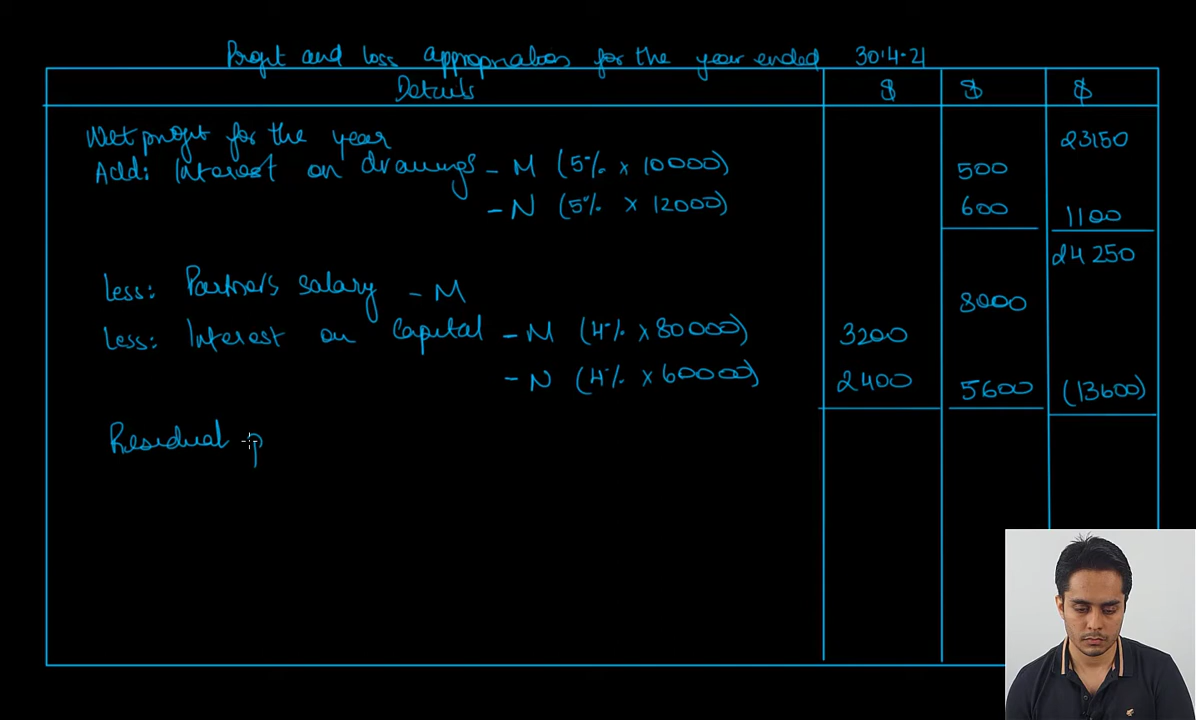 Profit and loss appropriation for the year ended 30.4.21
Details $ $ $
Net profit for the year 23150
Add: Interest on drawings - M (5% x 10000) 500
- N (5% x 12000) 600 1100
24250
Less: Partner's salary - M 8000
Less: Interest on capital - M (4% x 80000) 3200
- N (4% x 60000) 2400 5600 (13600)
Residual p